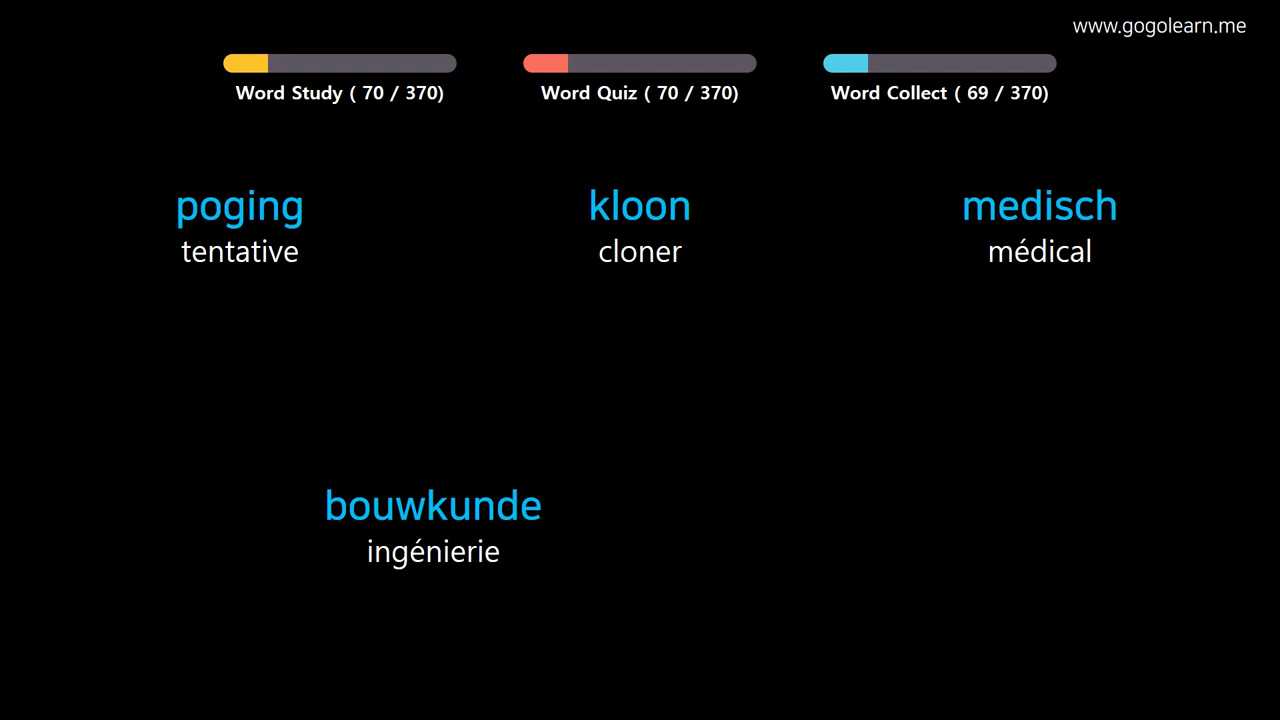 www.gogolearn.me
Word Study ( 70 / 370)
Word Quiz ( 70 / 370)
Word Collect ( 69 / 370)
poging
tentative
kloon
cloner
medisch
médical
bouwkunde
ingénierie